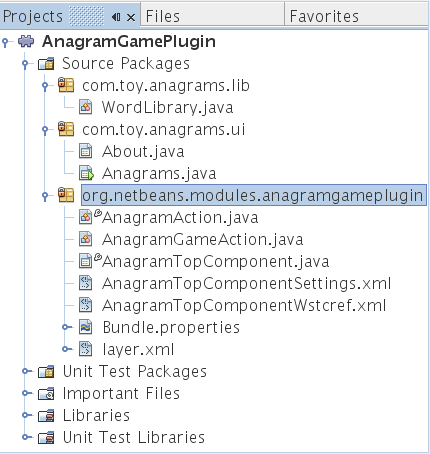 Projects Files Favorites
AnagramGamePlugin
Source Packages
com.toy.anagrams.lib
WordLibrary.java
com.toy.anagrams.ui
About.java
Anagrams.java
org.netbeans.modules.anagramgameplugin
AnagramAction.java
AnagramGameAction.java
AnagramTopComponent.java
AnagramTopComponentSettings.xml
AnagramTopComponentWstcref.xml
Bundle.properties
layer.xml
Unit Test Packages
Important Files
Libraries
Unit Test Libraries